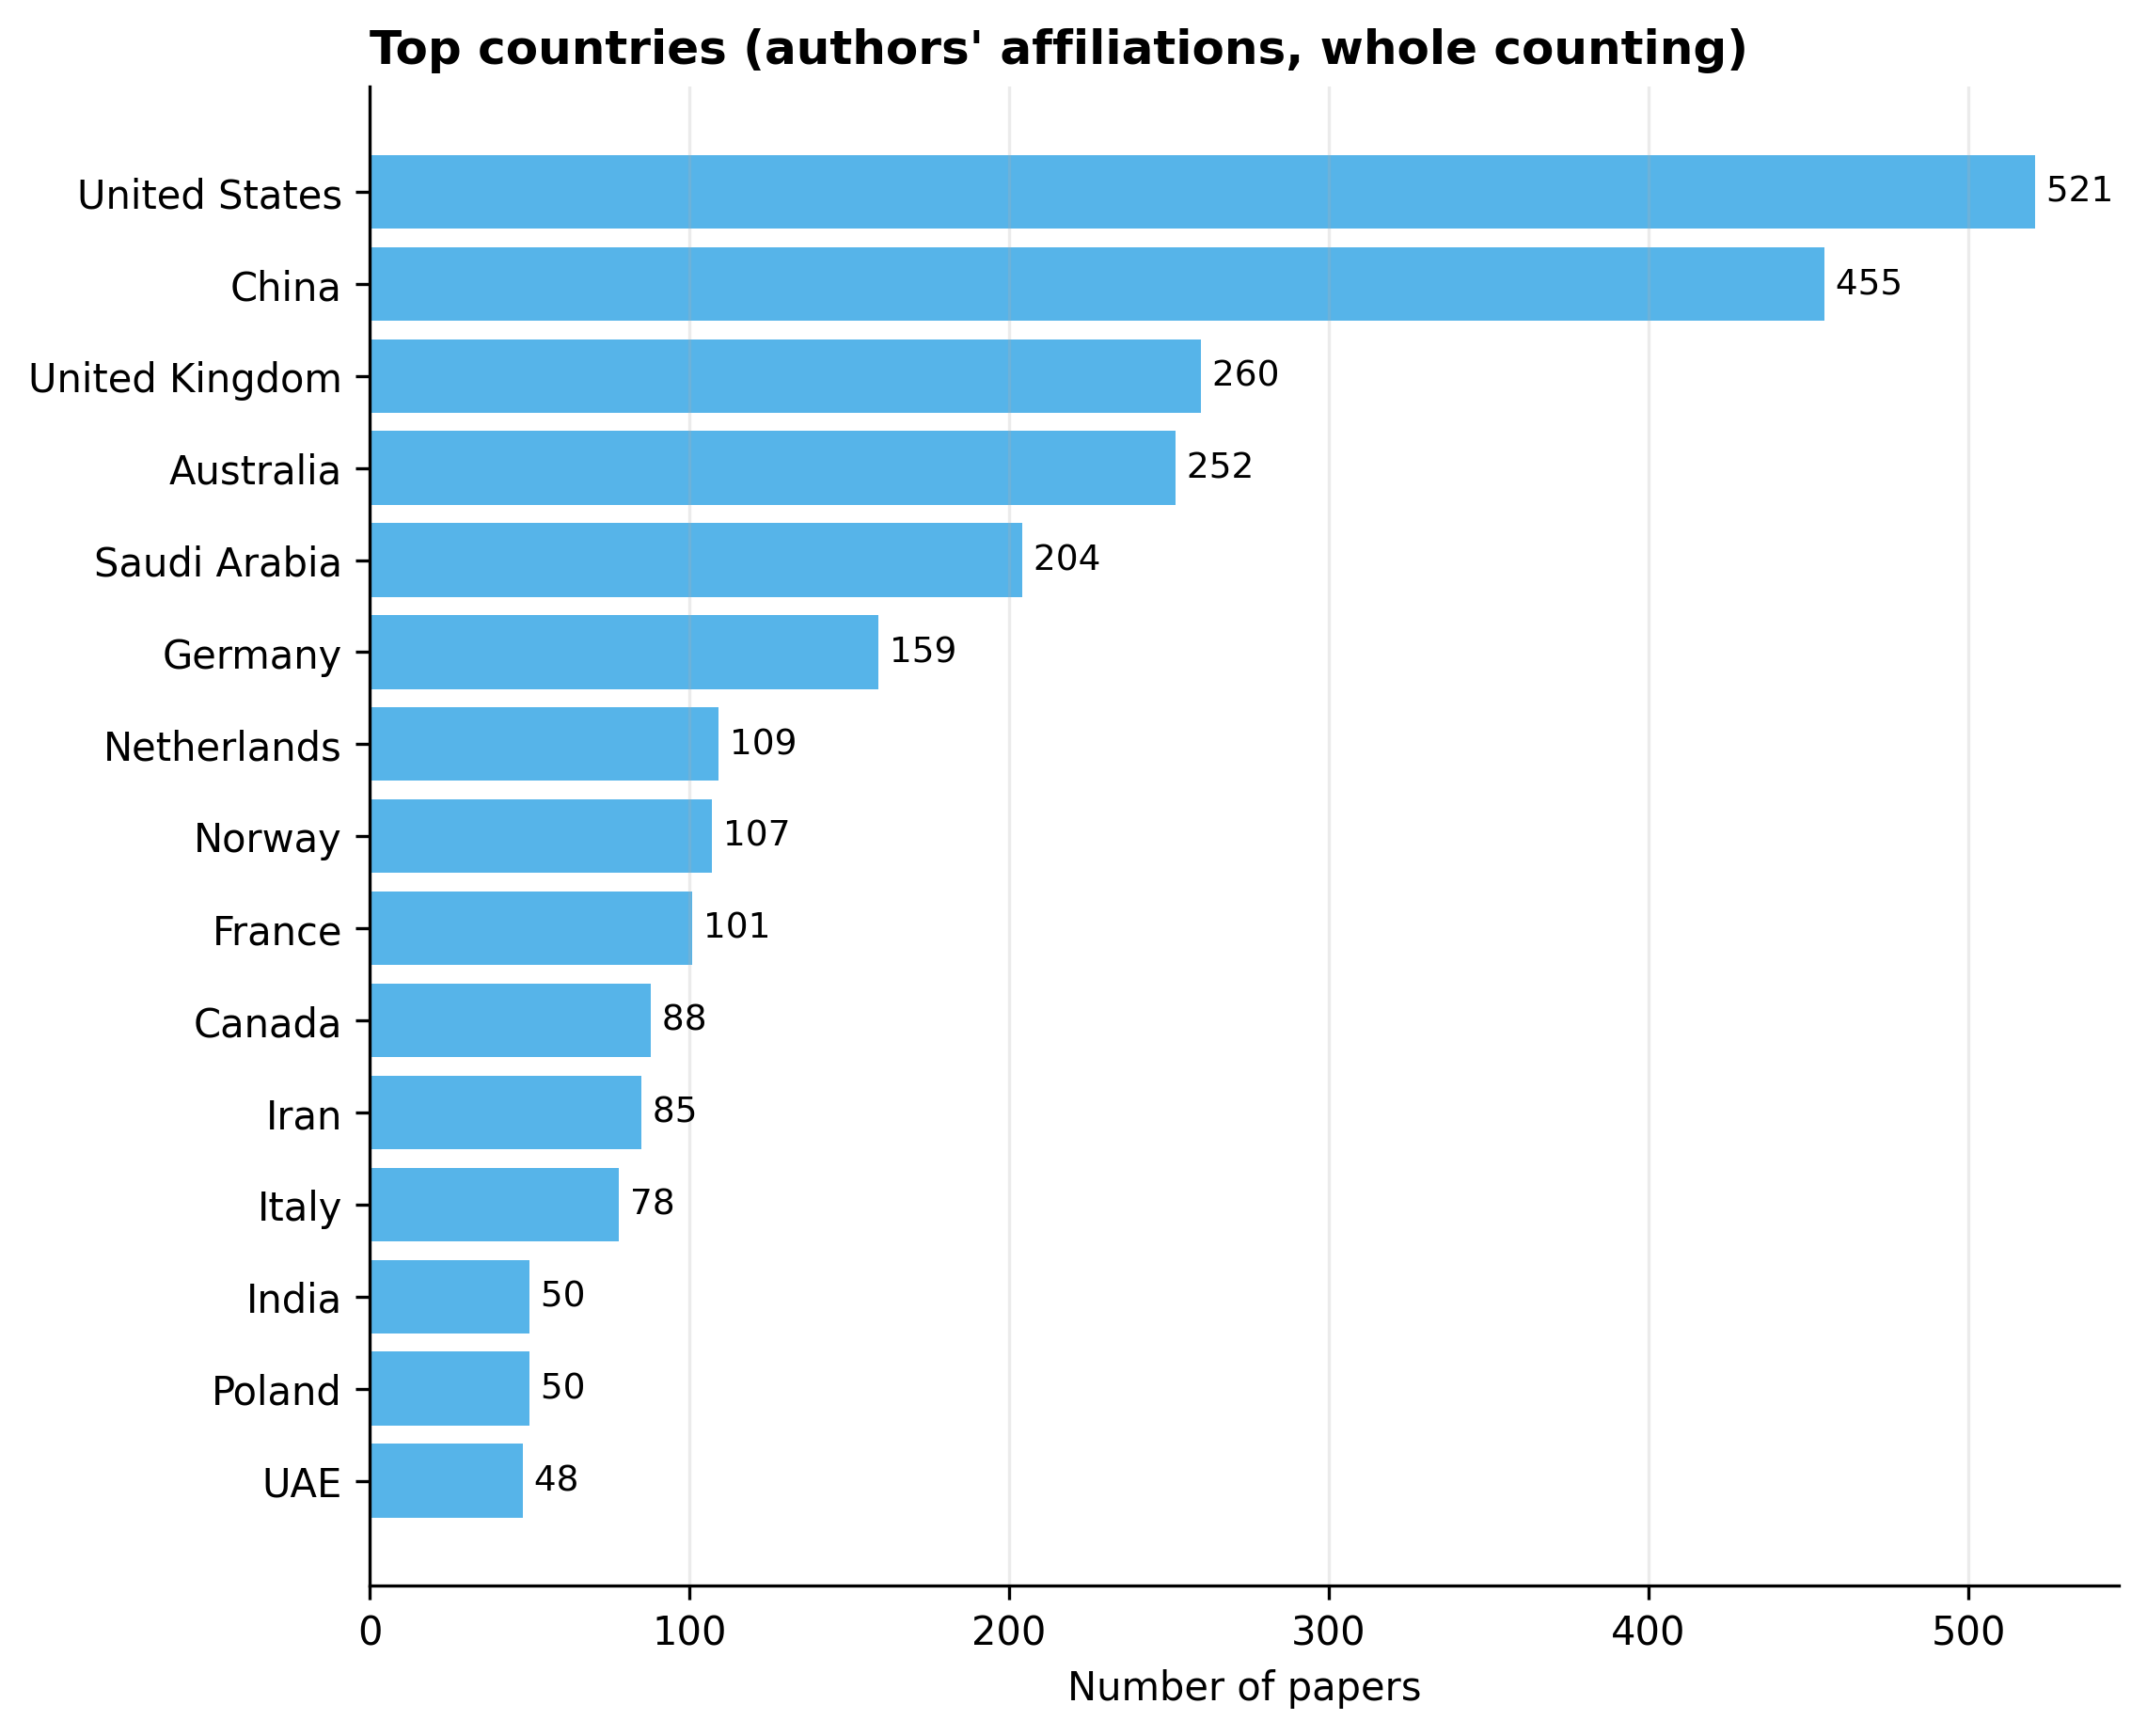 Top countries (authors' affiliations, whole counting)
United States 521
China 455
United Kingdom 260
Australia 252
Saudi Arabia 204
Germany 159
Netherlands 109
Norway 107
France 101
Canada 88
Iran 85
Italy 78
India 50
Poland 50
UAE 48
0 100 200 300 400 500
Number of papers